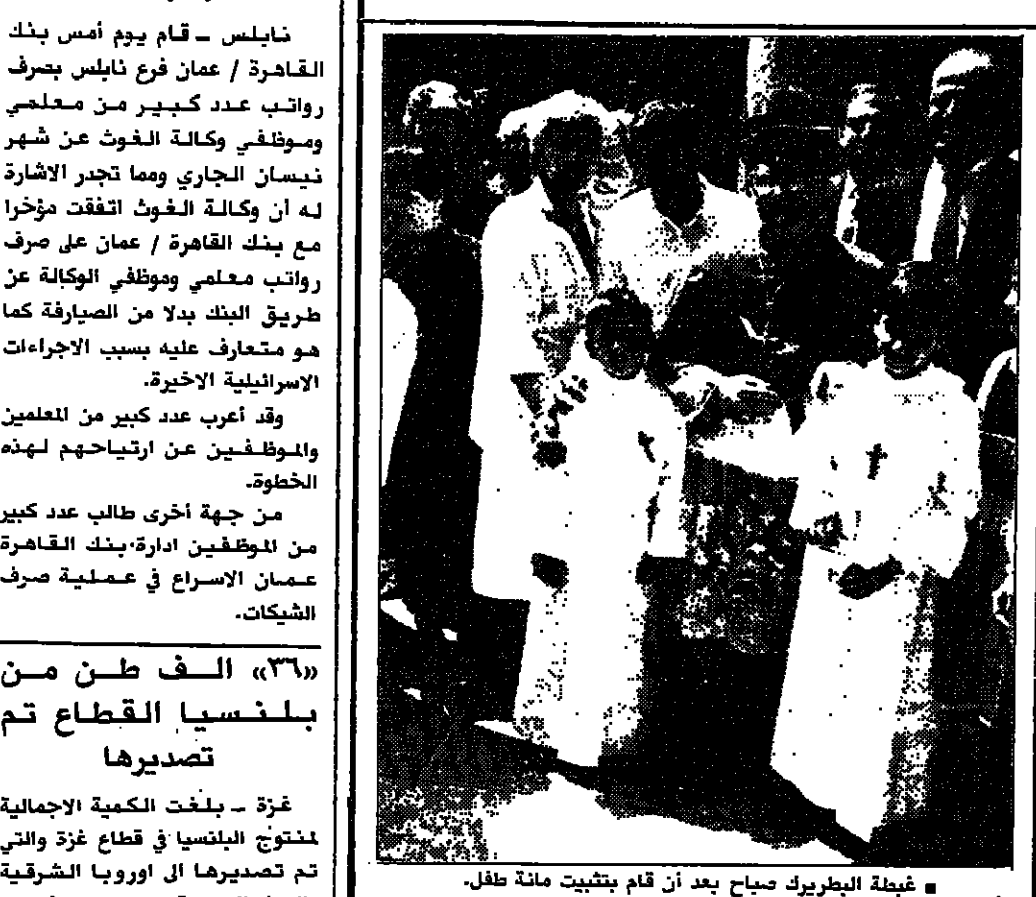 نابلس ــ قام يوم أمس بنك
القاهرة / عمان فرع نابلس بصرف
رواتب عدد كبير من معلمي
وموظفي وكالة الغوث عن شهر
نيسان الجاري ومما تجدر الاشارة
له أن وكالة الغوث اتفقت مؤخرا
مع بنك القاهرة / عمان على صرف
رواتب معلمي وموظفي الوكالة عن
طريق البنك بدلا من الصيارفة كما
هو متعارف عليه بسبب الاجراءات
الاسرائيلية الاخيرة.
وقد أعرب عدد كبير من المعلمين
والموظفين عن ارتياحهم لهذه
الخطوة.
من جهة أخرى طالب عدد كبير
من الموظفين ادارة بنك القاهرة
عمان الاسراع في عملية صرف
الشيكات.
«٣٦» الف طن من
بلنسيا القطاع تم
تصديرها
غزة ــ بلغت الكمية الاجمالية
لمنتوج البلنسيا في قطاع غزة والتي
تم تصديرها الى اوروبا الشرقية
■ غبطة البطريرك صباح بعد أن قام بتثبيت مائة طفل.